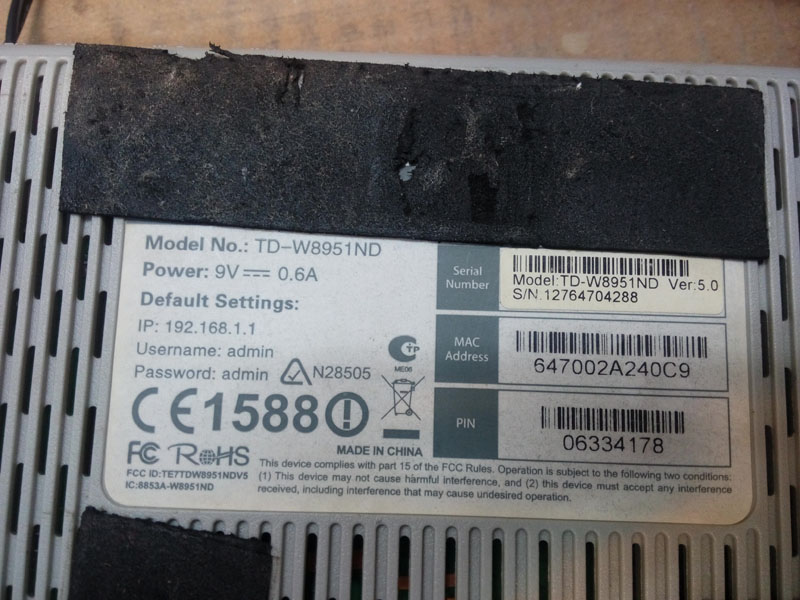 Model No.: TD-W8951ND
Power: 9V 0.6A
Default Settings:
IP: 192.168.1.1
Username: admin
Password: admin
N28505
CE1588
FC RoHS
FCC ID:TE7TDW8951NDV5
IC:8853A-W8951ND
ME06
MADE IN CHINA
Serial
Number
Model:TD-W8951ND Ver:5.0
S/N.12764704288
MAC
Address
647002A240C9
PIN
06334178
This device complies with part 15 of the FCC Rules. Operation is subject to the following two conditions:
(1) This device may not cause harmful interference, and (2) this device must accept any interference
received, including interference that may cause undesired operation.